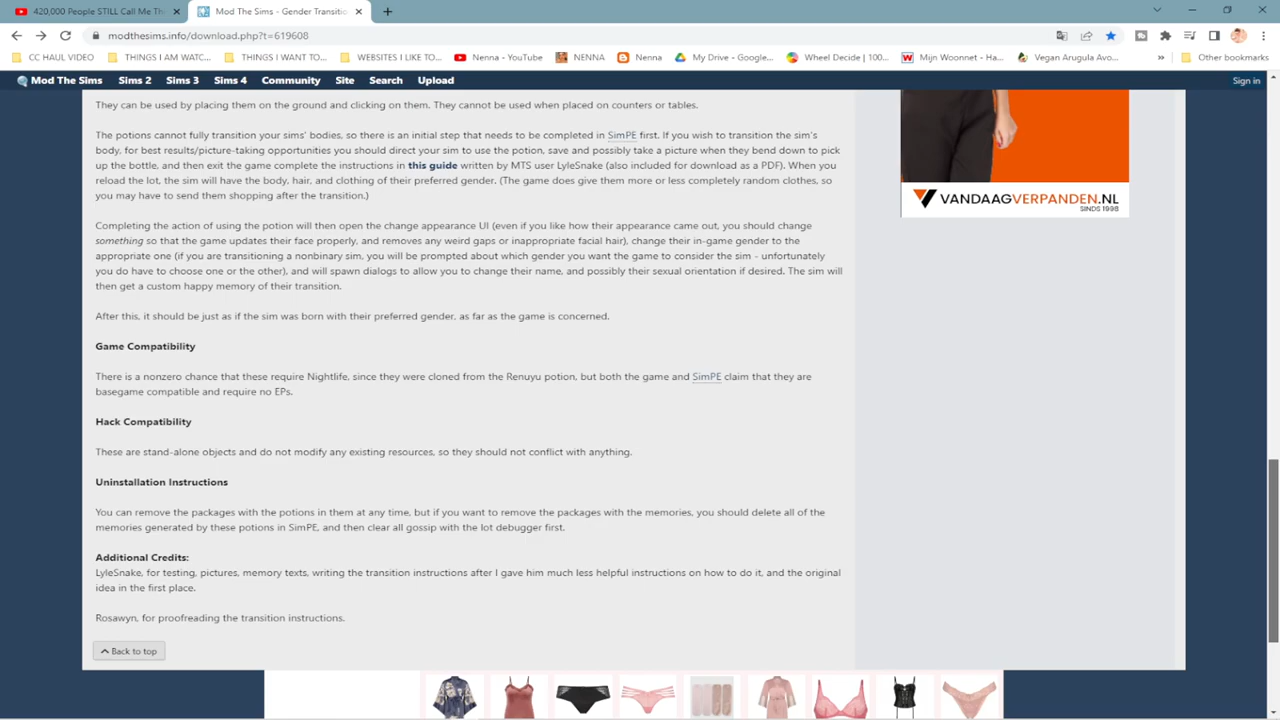 420,000 People STILL Call Me Th
Mod The Sims - Gender Transitio
modthesims.info/download.php?t=619608
CC HAUL VIDEO THINGS I AM WATC... THINGS I WANT TO... WEBSITES I LIKE TO... Nenna - YouTube NENNA Nenna My Drive - Google... Wheel Decide | 100... Mijn Woonnet - Ha... Vegan Arugula Avo... » Other bookmarks
Mod The Sims Sims 2 Sims 3 Sims 4 Community Site Search Upload Sign in
They can be used by placing them on the ground and clicking on them. They cannot be used when placed on counters or tables.
The potions cannot fully transition your sims' bodies, so there is an initial step that needs to be completed in SimPE first. If you wish to transition the sim's
body, for best results/picture-taking opportunities you should direct your sim to use the potion, save and possibly take a picture when they bend down to pick
up the bottle, and then exit the game complete the instructions in this guide written by MTS user LyleSnake (also included for download as a PDF). When you
reload the lot, the sim will have the body, hair, and clothing of their preferred gender. (The game does give them more or less completely random clothes, so
you may have to send them shopping after the transition.)
Completing the action of using the potion will then open the change appearance UI (even if you like how their appearance came out, you should change
something so that the game updates their face properly, and removes any weird gaps or inappropriate facial hair), change their in-game gender to the
appropriate one (if you are transitioning a nonbinary sim, you will be prompted about which gender you want the game to consider the sim - unfortunately
you do have to choose one or the other), and will spawn dialogs to allow you to change their name, and possibly their sexual orientation if desired. The sim will
then get a custom happy memory of their transition.
After this, it should be just as if the sim was born with their preferred gender, as far as the game is concerned.
Game Compatibility
There is a nonzero chance that these require Nightlife, since they were cloned from the Renuyu potion, but both the game and SimPE claim that they are
basegame compatible and require no EPs.
Hack Compatibility
These are stand-alone objects and do not modify any existing resources, so they should not conflict with anything.
Uninstallation Instructions
You can remove the packages with the potions in them at any time, but if you want to remove the packages with the memories, you should delete all of the
memories generated by these potions in SimPE, and then clear all gossip with the lot debugger first.
Additional Credits:
LyleSnake, for testing, pictures, memory texts, writing the transition instructions after I gave him much less helpful instructions on how to do it, and the original
idea in the first place.
Rosawyn, for proofreading the transition instructions.
Back to top
VANDAAGVERPANDEN.NL
SINDS 1998